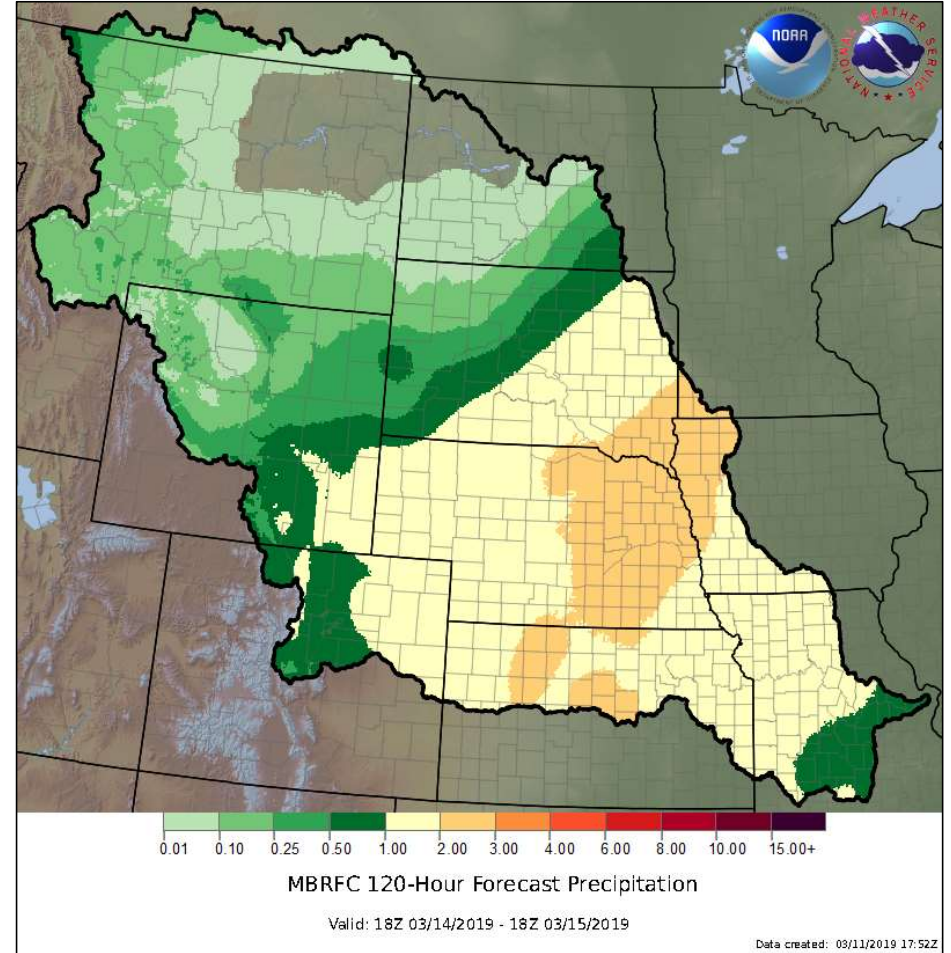 NOAA
NATIONAL WEATHER SERVICE
0.01 0.10 0.25 0.50 1.00 2.00 3.00 4.00 6.00 8.00 10.00 15.00+
MBRFC 120-Hour Forecast Precipitation
Valid: 18Z 03/14/2019 - 18Z 03/15/2019
Data created: 03/11/2019 17:52Z